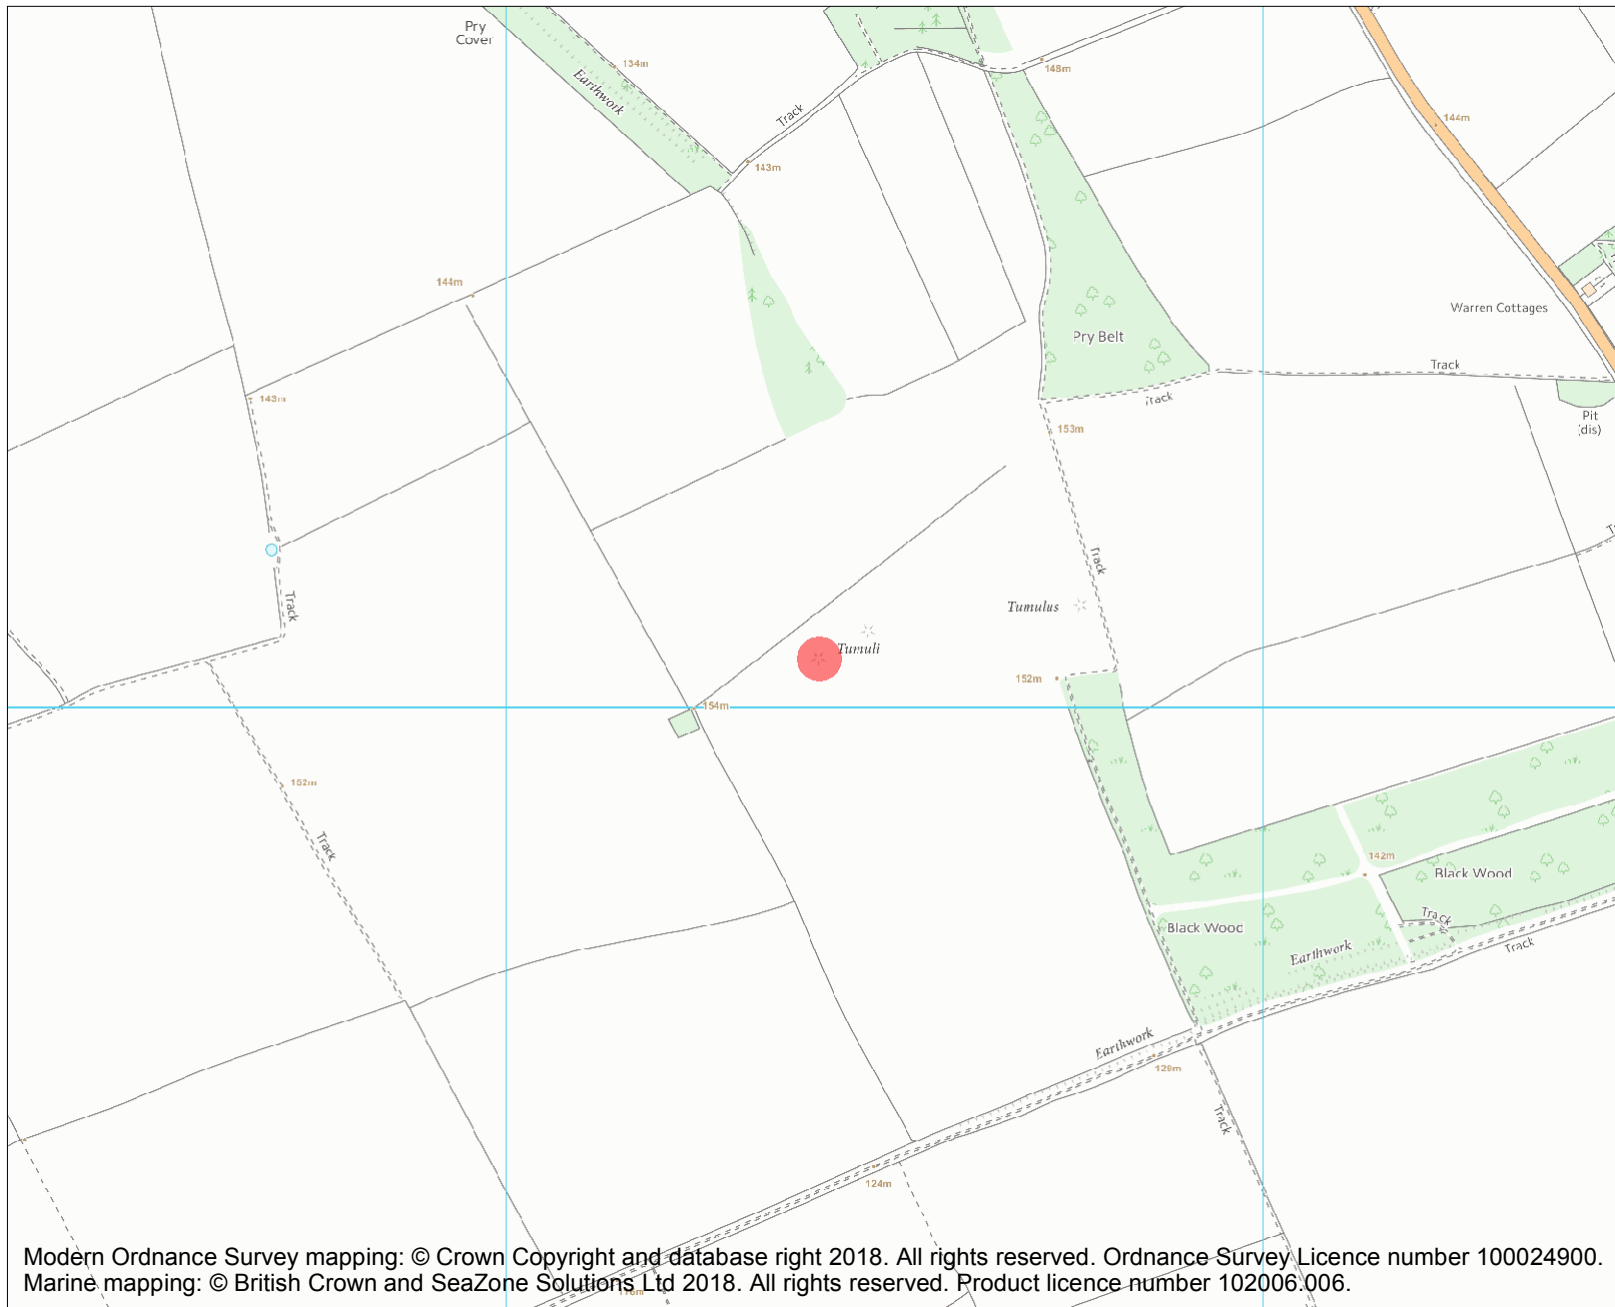 Pry
Cover
134m
Earthwork
148m
Track
144m
143m
144m
Warren Cottages
Pry Belt
Track
143m
Track
Pit
(dis)
153m
Track
Track
Tumulus
Tumuli
152m
154m
152m
Track
142m
Black Wood
Track
Black Wood
Earthwork
Track
Earthwork
129m
Track
124m
Modern Ordnance Survey mapping: © Crown Copyright and database right 2018. All rights reserved. Ordnance Survey Licence number 100024900.
Marine mapping: © British Crown and SeaZone Solutions Ltd 2018. All rights reserved. Product licence number 102006.006.